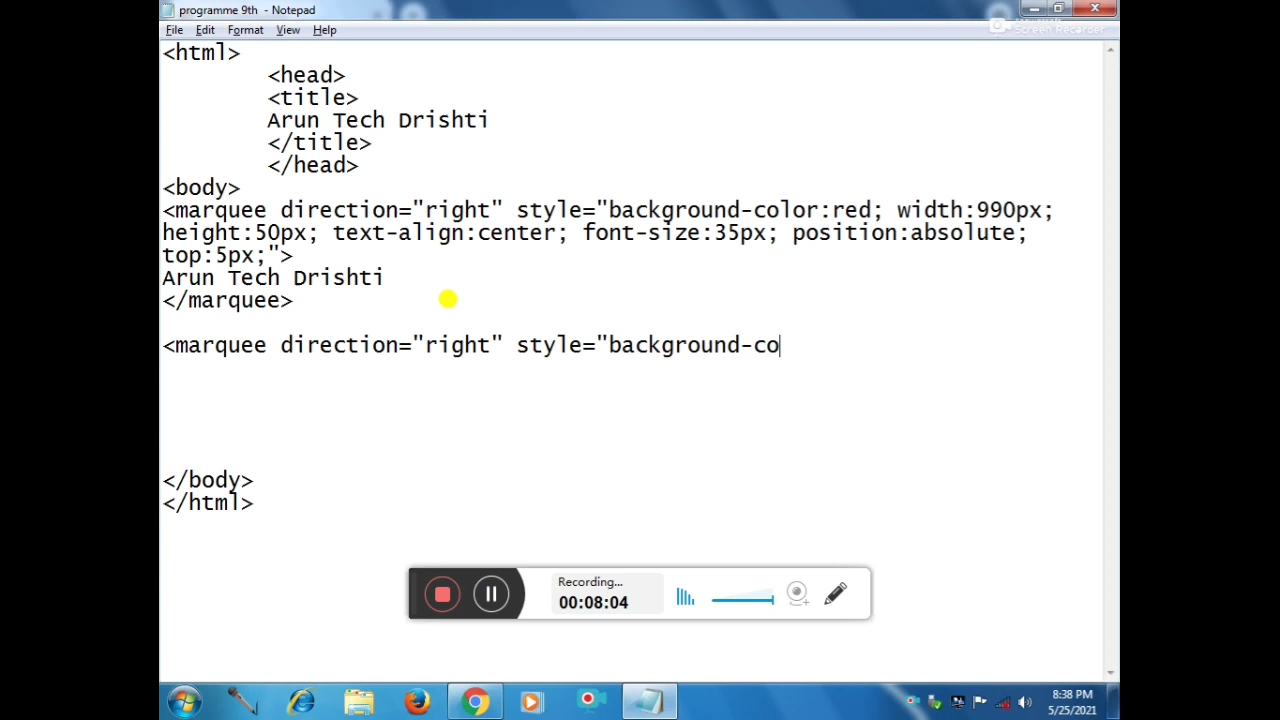 programme 9th - Notepad
File Edit Format View Help
Screen Recorder
<html>
<head>
<title>
Arun Tech Drishti
</title>
</head>
<body>
<marquee direction="right" style="background-color:red; width:990px;
height:50px; text-align:center; font-size:35px; position:absolute;
top:5px;">
Arun Tech Drishti
</marquee>
<marquee direction="right" style="background-co
</body>
</html>
Recording...
00:08:04
8:38 PM
5/25/2021